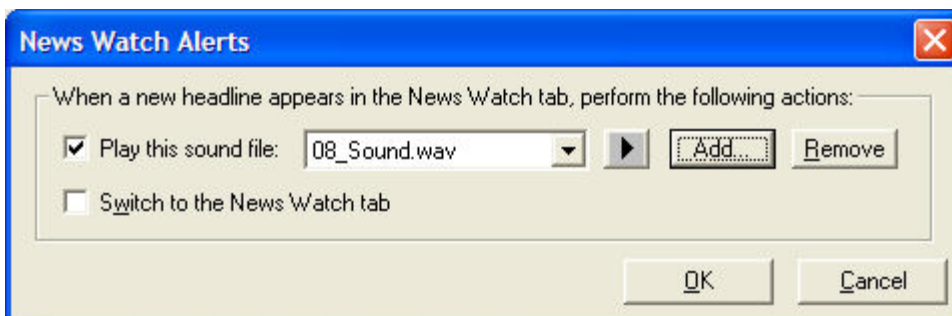 News Watch Alerts
When a new headline appears in the News Watch tab, perform the following actions:
Play this sound file: 08_Sound.wav Add... Remove
Switch to the News Watch tab
OK Cancel